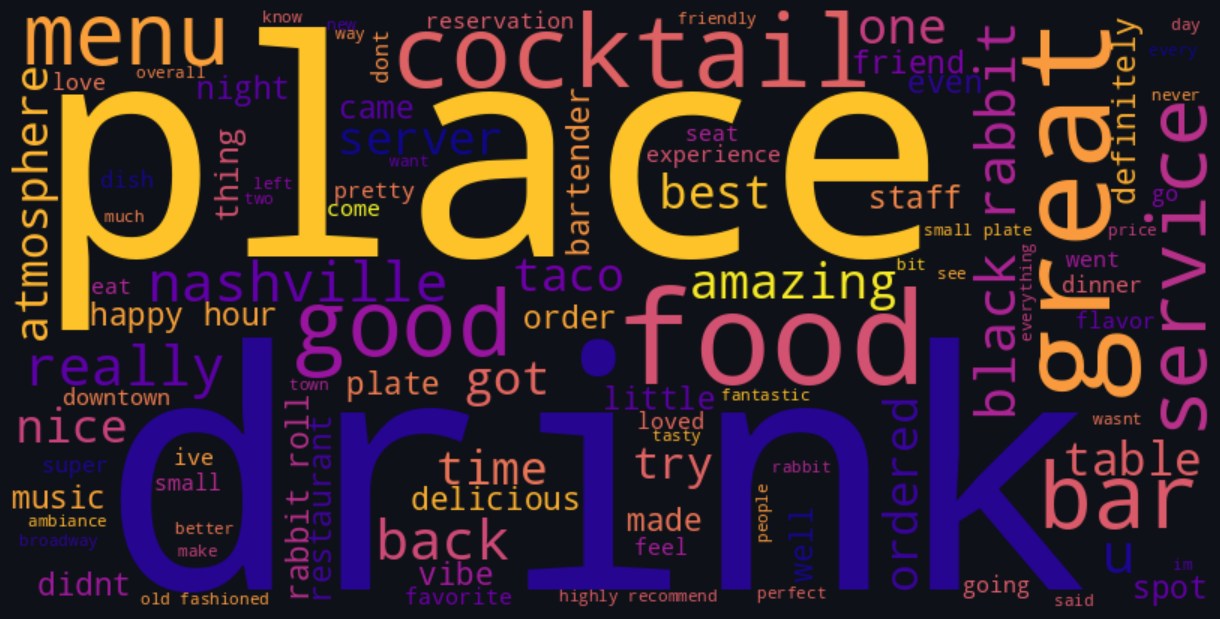 know
new
way
reservation
friendly
day
menu
place
cocktail
one
every
dont
friend
great
definitely
overall
love
night
even
rabbit
never
atmosphere
came
bartender
server
seat
service
thing
want
experience
dish
left
two
pretty
best
staff
go
much
come
small plate
price
eat
nashville
taco
amazing
bit
see
everything
went
dinner
happy hour
good
order
food
black rabbit
flavor
really
drink
town
plate
got
little
fantastic
downtown
nice
rabbit roll
restaurant
loved
tasty
ordered
wasnt
super
ive
time
try
rabbit
table
small
music
delicious
people
bar
ambiance
better
made
well
broadway
make
back
feel
u
didnt
vibe
im
old fashioned
favorite
highly recommend
perfect
going
said
spot